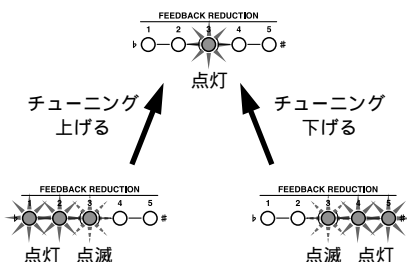 FEEDBACK REDUCTION
1 2 3 4 5
♭ ♯
点灯
チューニング
上げる
チューニング
下げる
FEEDBACK REDUCTION
1 2 3 4 5
♭ ♯
点灯 点滅
FEEDBACK REDUCTION
1 2 3 4 5
♭ ♯
点滅 点灯